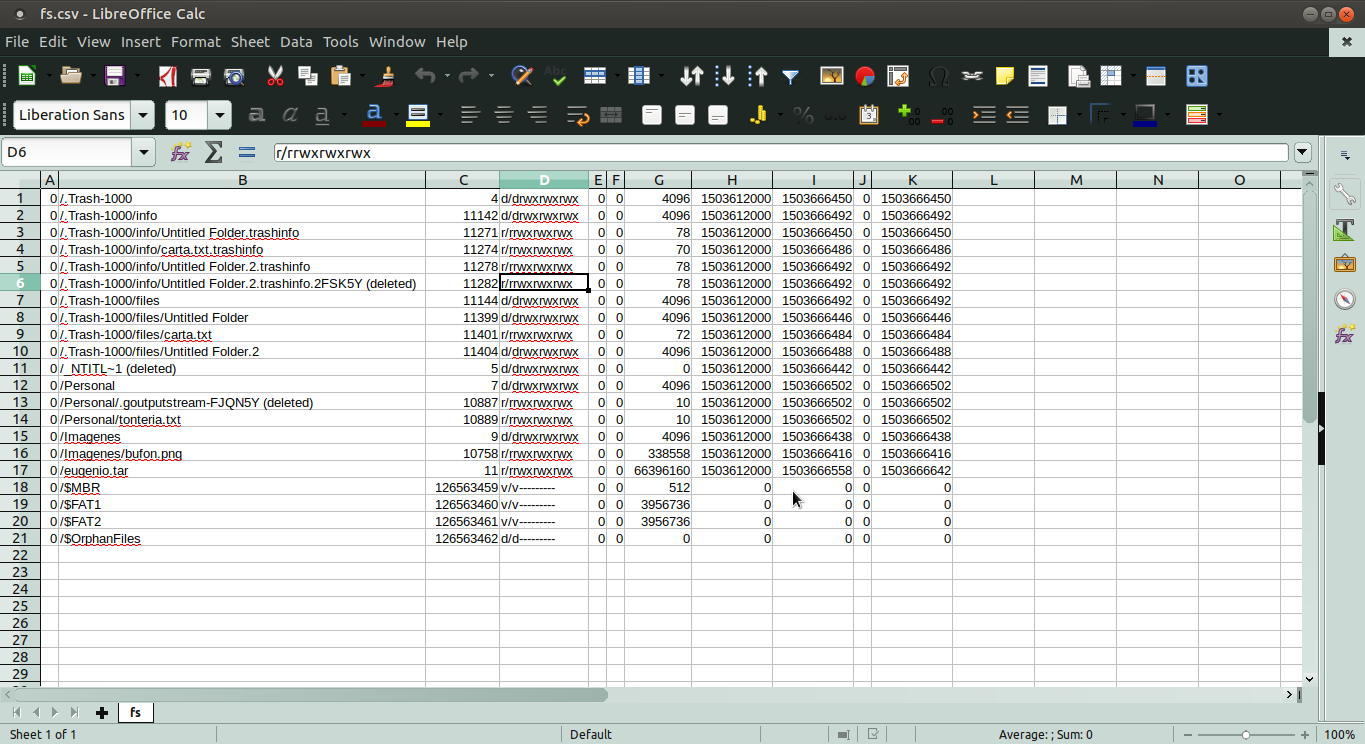 fs.csv - LibreOffice Calc
File Edit View Insert Format Sheet Data Tools Window Help
Liberation Sans 10 a a a a
D6 r/rrwxrwxrwx
A B C D E F G H I J K L M N O
1 0 /.Trash-1000 4 d/drwxrwxrwx 0 0 4096 1503612000 1503666450 0 1503666450
2 0 /.Trash-1000/info 11142 d/drwxrwxrwx 0 0 4096 1503612000 1503666492 0 1503666492
3 0 /.Trash-1000/info/Untitled Folder.trashinfo 11271 r/rrwxrwxrwx 0 0 78 1503612000 1503666450 0 1503666450
4 0 /.Trash-1000/info/carta.txt.trashinfo 11274 r/rrwxrwxrwx 0 0 70 1503612000 1503666486 0 1503666486
5 0 /.Trash-1000/info/Untitled Folder.2.trashinfo 11278 r/rrwxrwxrwx 0 0 78 1503612000 1503666492 0 1503666492
6 0 /.Trash-1000/info/Untitled Folder.2.trashinfo.2FSK5Y (deleted) 11282 r/rrwxrwxrwx 0 0 78 1503612000 1503666492 0 1503666492
7 0 /.Trash-1000/files 11144 d/drwxrwxrwx 0 0 4096 1503612000 1503666492 0 1503666492
8 0 /.Trash-1000/files/Untitled Folder 11399 d/drwxrwxrwx 0 0 4096 1503612000 1503666446 0 1503666446
9 0 /.Trash-1000/files/carta.txt 11401 r/rrwxrwxrwx 0 0 72 1503612000 1503666484 0 1503666484
10 0 /.Trash-1000/files/Untitled Folder.2 11404 d/drwxrwxrwx 0 0 4096 1503612000 1503666488 0 1503666488
11 0 /_NTITL~1 (deleted) 5 d/drwxrwxrwx 0 0 0 1503612000 1503666442 0 1503666442
12 0 /Personal 7 d/drwxrwxrwx 0 0 4096 1503612000 1503666502 0 1503666502
13 0 /Personal/.goutputstream-FJQN5Y (deleted) 10887 r/rrwxrwxrwx 0 0 10 1503612000 1503666502 0 1503666502
14 0 /Personal/tonteria.txt 10889 r/rrwxrwxrwx 0 0 10 1503612000 1503666502 0 1503666502
15 0 /Imagenes 9 d/drwxrwxrwx 0 0 4096 1503612000 1503666438 0 1503666438
16 0 /Imagenes/bufon.png 10758 r/rrwxrwxrwx 0 0 338558 1503612000 1503666416 0 1503666416
17 0 /eugenio.tar 11 r/rrwxrwxrwx 0 0 66396160 1503612000 1503666558 0 1503666642
18 0 /$MBR 126563459 v/v--------- 0 0 512 0 0 0 0
19 0 /$FAT1 126563460 v/v--------- 0 0 3956736 0 0 0 0
20 0 /$FAT2 126563461 v/v--------- 0 0 3956736 0 0 0 0
21 0 /$OrphanFiles 126563462 d/d--------- 0 0 0 0 0 0 0
22
23
24
25
26
27
28
29
fs
Sheet 1 of 1 Default Average: ; Sum: 0 100%